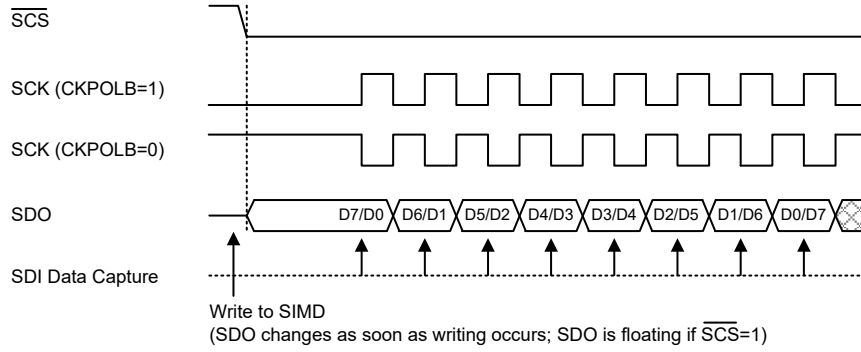 S̅C̅S̅
SCK (CKPOLB=1)
SCK (CKPOLB=0)
SDO D7/D0 D6/D1 D5/D2 D4/D3 D3/D4 D2/D5 D1/D6 D0/D7
SDI Data Capture
Write to SIMD
(SDO changes as soon as writing occurs; SDO is floating if S̅C̅S̅=1)